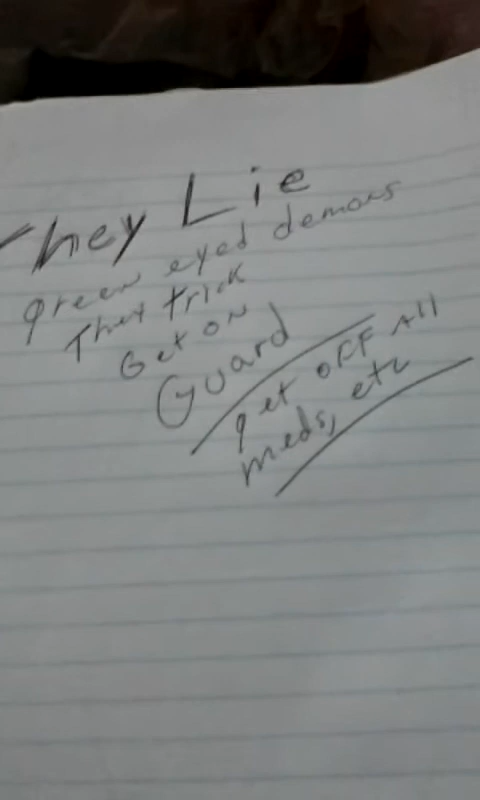 They Lie
green eyed demons
They trick
Get on
Guard
get off All
meds, etc